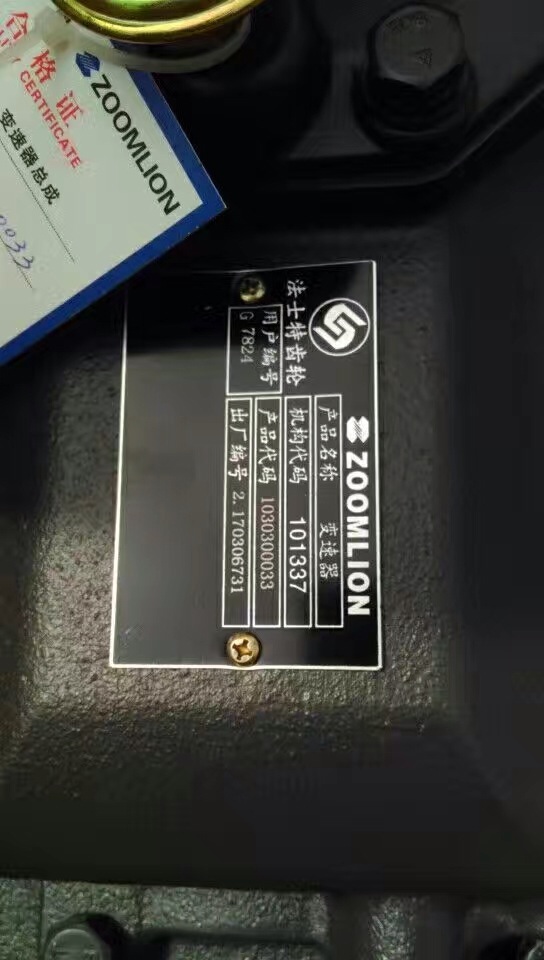 合格证
QUALITY CERTIFICATE
ZOOMLION
变速器总成
0033
法士特齿轮
ZOOMLION
产品名称 变速器
机构代码 101337
用户编号 产品代码 1030300033
G 7824 出厂编号 2.170306731